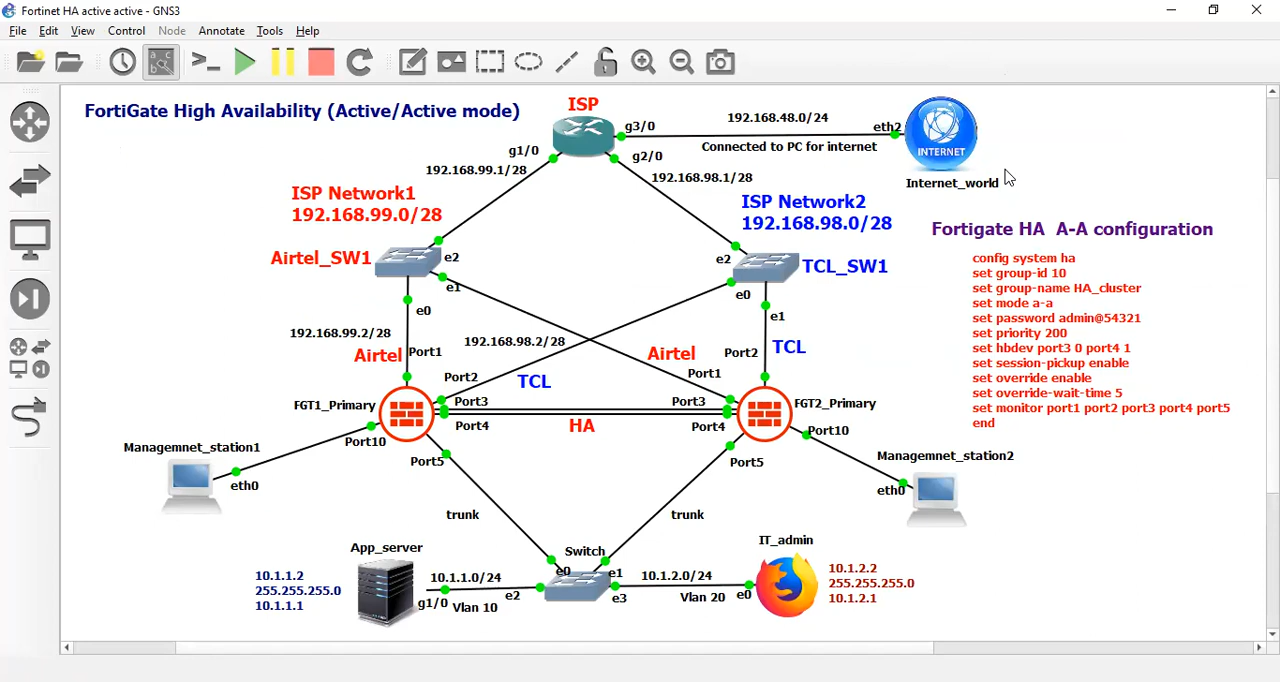 Fortinet HA active active - GNS3
File Edit View Control Node Annotate Tools Help
FortiGate High Availability (Active/Active mode)
ISP
g3/0
192.168.48.0/24
eth2
Connected to PC for internet
INTERNET
Internet_world
g1/0
g2/0
192.168.99.1/28
192.168.98.1/28
ISP Network1
192.168.99.0/28
ISP Network2
192.168.98.0/28
Airtel_SW1
e2
e1
e0
e2
TCL_SW1
e0
e1
Fortigate HA A-A configuration
config system ha
set group-id 10
set group-name HA_cluster
set mode a-a
set password admin@54321
set priority 200
set hbdev port3 0 port4 1
set session-pickup enable
set override enable
set override-wait-time 5
set monitor port1 port2 port3 port4 port5
end
192.168.99.2/28
192.168.98.2/28
Airtel
Port1
Airtel
Port2
TCL
Port2
TCL
Port1
FGT1_Primary
Port3
Port3
FGT2_Primary
Port4
HA
Port4
Managemnet_station1
Port10
Port5
Port5
Port10
Managemnet_station2
eth0
eth0
trunk
trunk
App_server
Switch
IT_admin
e0
e1
10.1.1.2
255.255.255.0
10.1.1.1
10.1.1.0/24
g1/0
Vlan 10
e2
e3
10.1.2.0/24
Vlan 20
e0
10.1.2.2
255.255.255.0
10.1.2.1